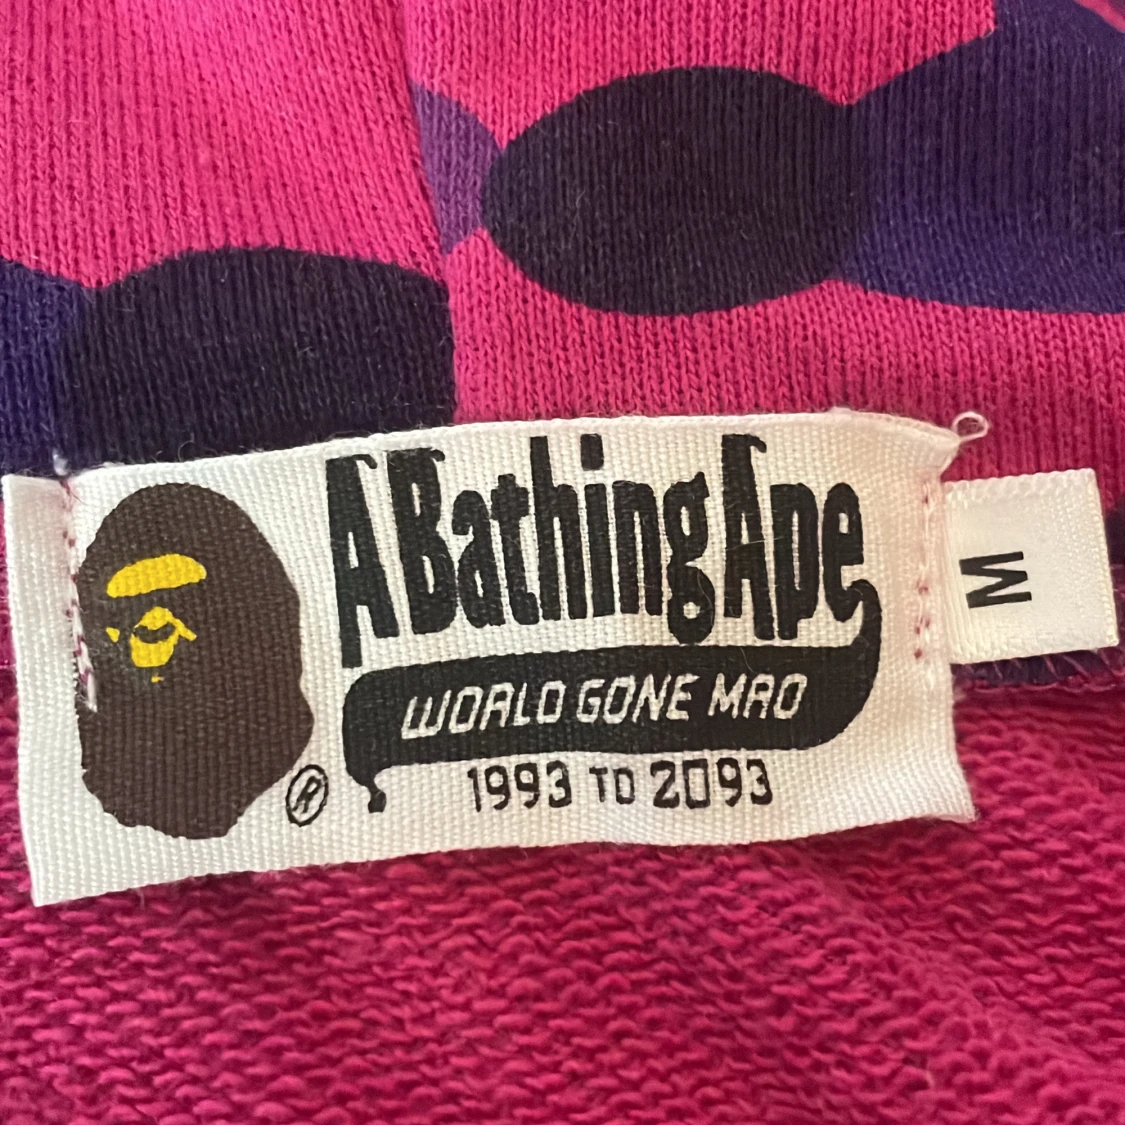 A Bathing Ape
WORLD GONE MAD
1993 TO 2093
®
M